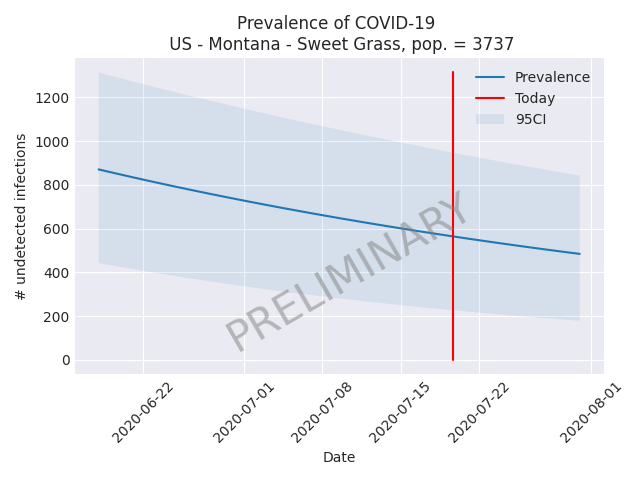 Prevalence of COVID-19
US - Montana - Sweet Grass, pop. = 3737
Prevalence
Today
95CI
1200
1000
800
600
400
200
0
# undetected infections
PRELIMINARY
2020-06-22
2020-07-01
2020-07-08
2020-07-15
2020-07-22
2020-08-01
Date